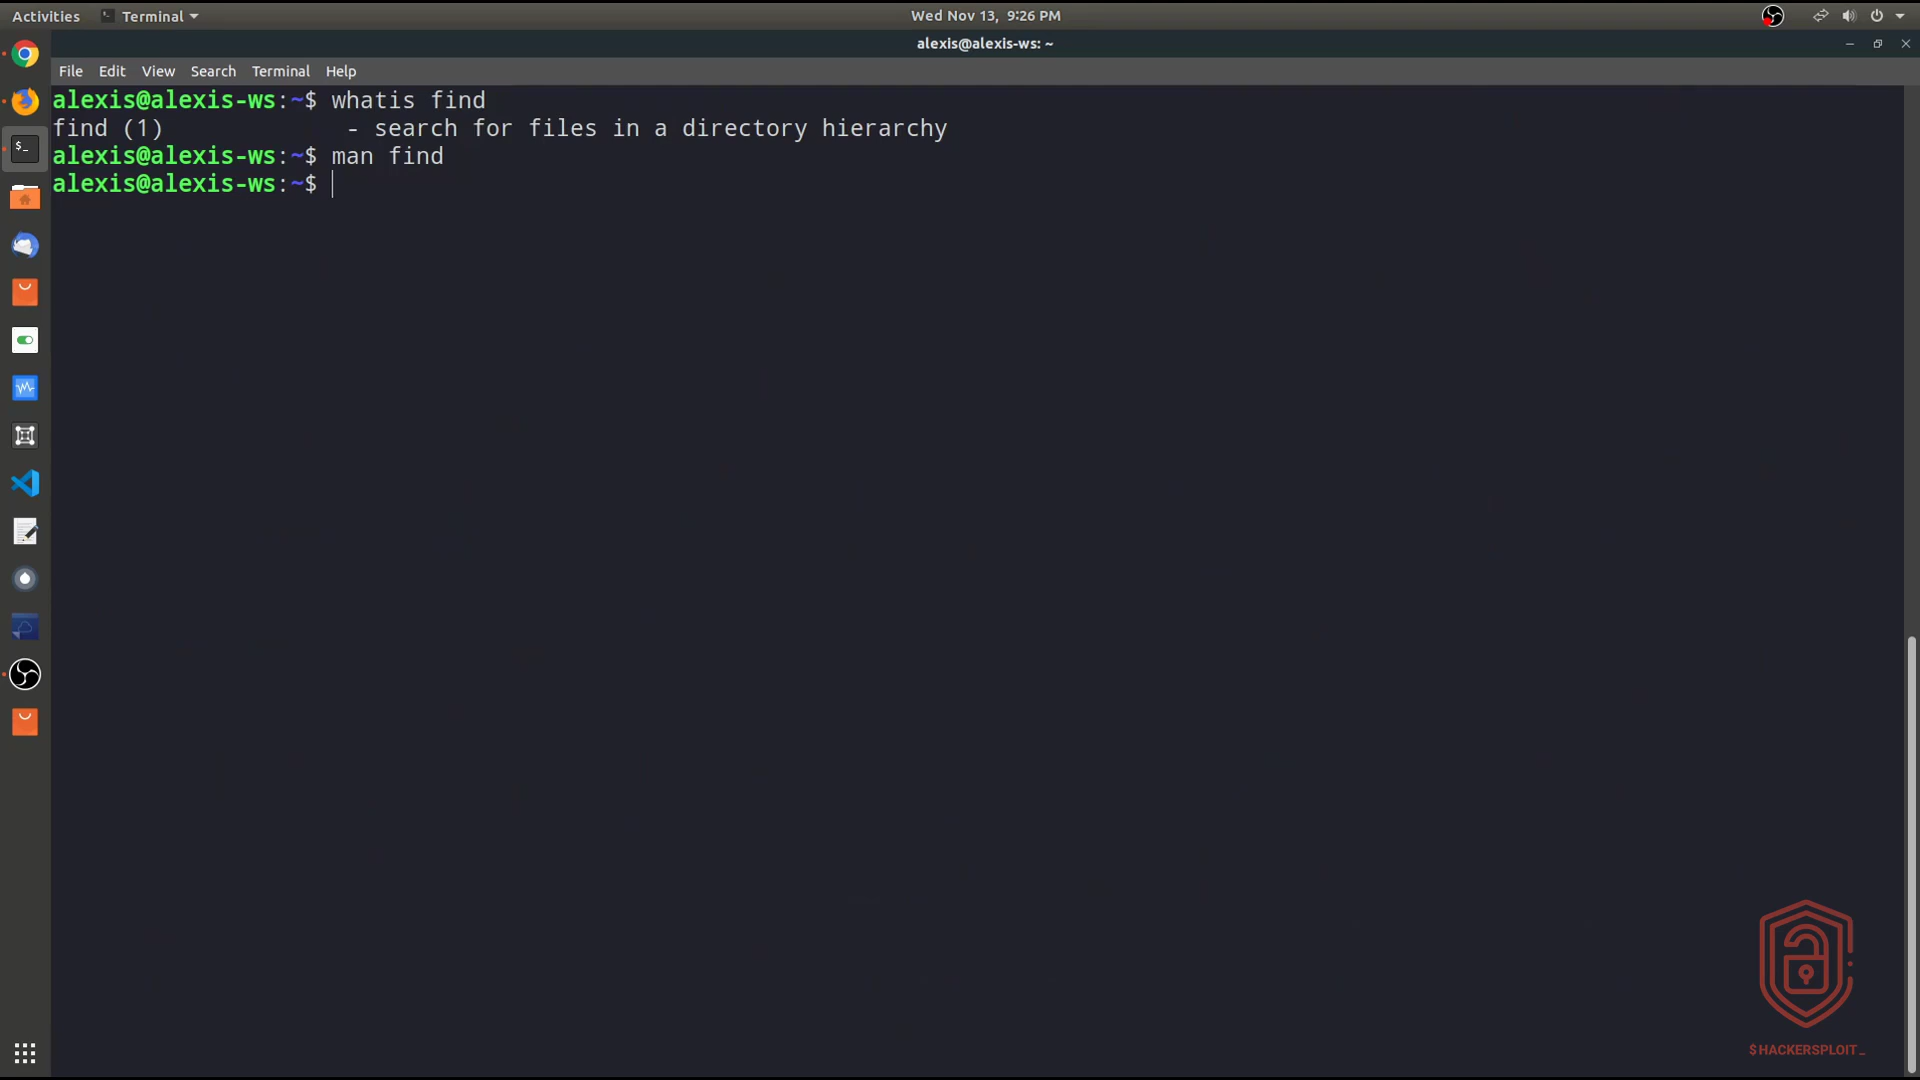 Activities Terminal Wed Nov 13, 9:26 PM
alexis@alexis-ws: ~
File Edit View Search Terminal Help
alexis@alexis-ws:~$ whatis find
find (1) - search for files in a directory hierarchy
alexis@alexis-ws:~$ man find
alexis@alexis-ws:~$
$HACKERSPLOIT_